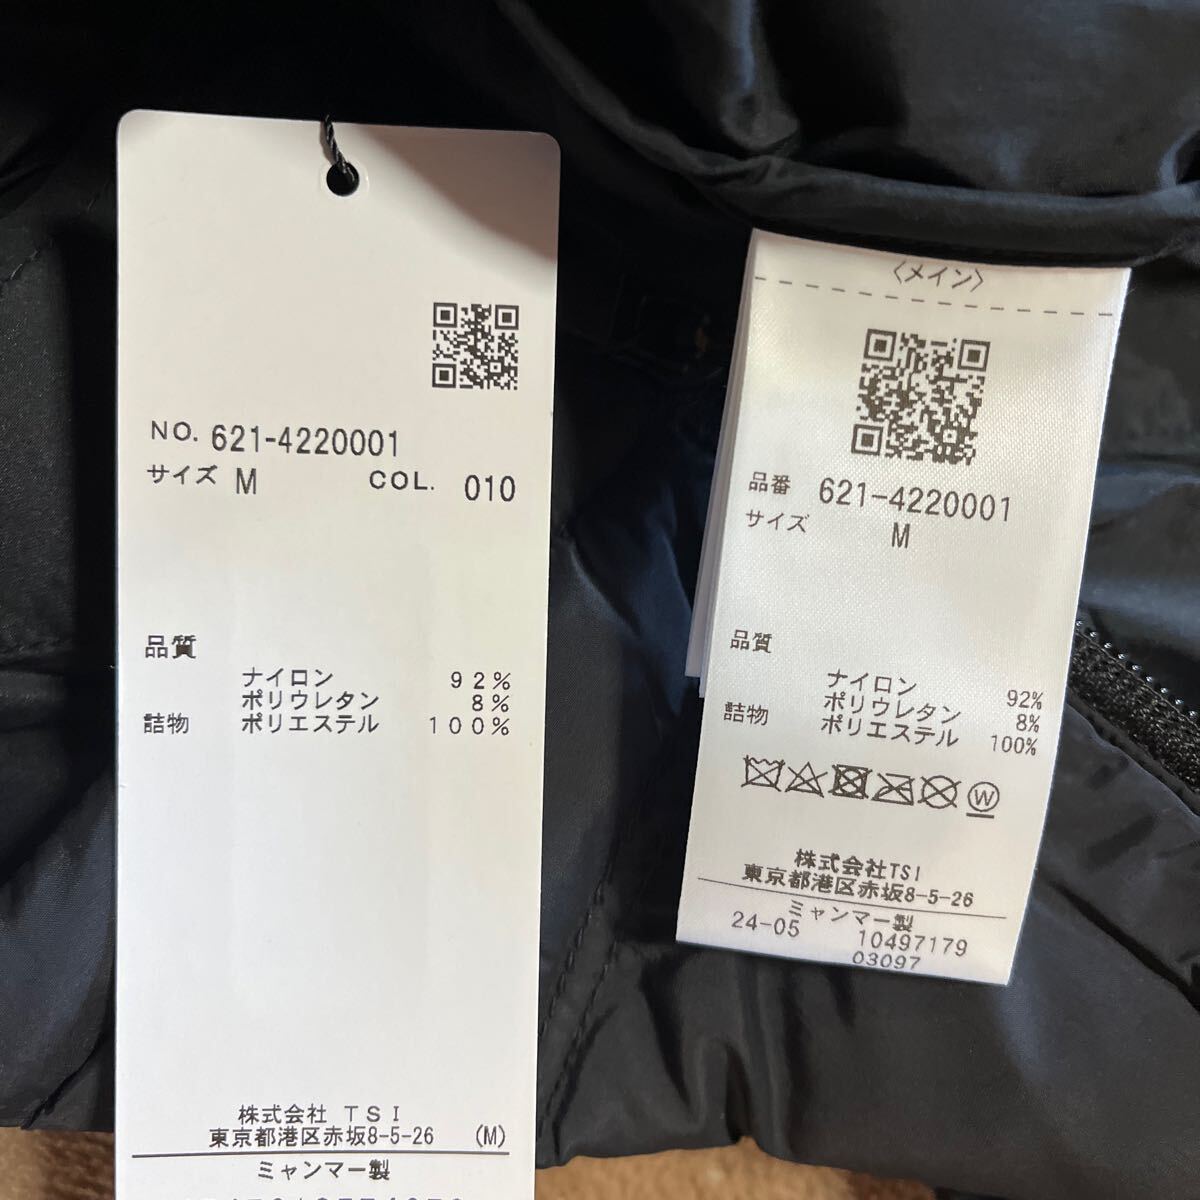 NO. 621-4220001
サイズ M COL. 010
品質
ナイロン 92%
ポリウレタン 8%
詰物 ポリエステル 100%
株式会社 TSI
東京都港区赤坂8-5-26 (M)
ミャンマー製
〈メイン〉
品番 621-4220001
サイズ M
品質
ナイロン 92%
ポリウレタン 8%
詰物 ポリエステル 100%
W
株式会社TSI
東京都港区赤坂8-5-26
ミャンマー製
24-05 10497179
03097